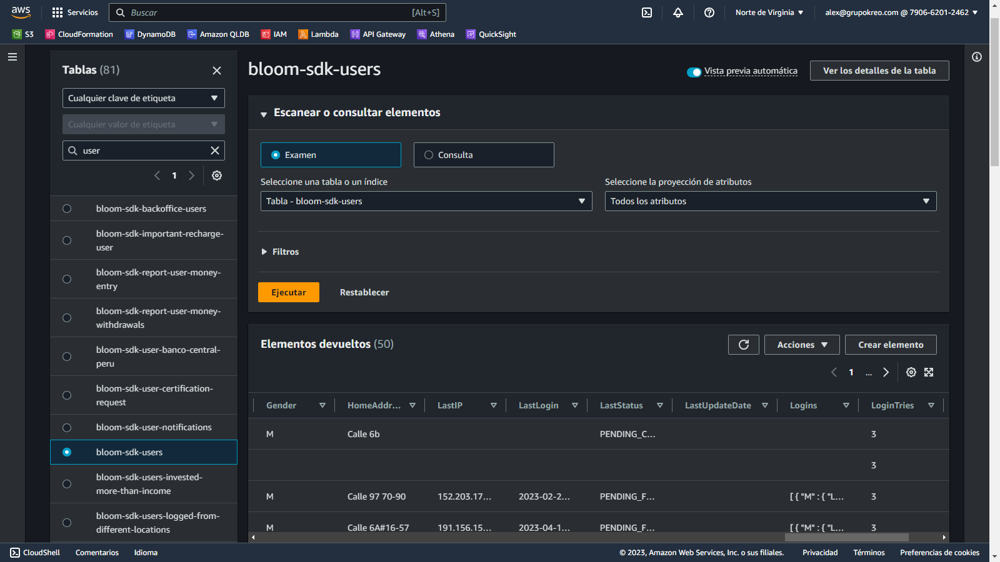 aws
Servicios
Buscar
[Alt+S]
Norte de Virginia
alex@grupokreo.com @ 7906-6201-2462
S3
CloudFormation
DynamoDB
Amazon QLDB
IAM
Lambda
API Gateway
Athena
QuickSight
Tablas (81)
Cualquier clave de etiqueta
Cualquier valor de etiqueta
user
1
bloom-sdk-backoffice-users
bloom-sdk-important-recharge-
user
bloom-sdk-report-user-money-
entry
bloom-sdk-report-user-money-
withdrawals
bloom-sdk-user-banco-central-
peru
bloom-sdk-user-certification-
request
bloom-sdk-user-notifications
bloom-sdk-users
bloom-sdk-users-invested-
more-than-income
bloom-sdk-users-logged-from-
different-locations
bloom-sdk-users
Vista previa automática
Ver los detalles de la tabla
Escanear o consultar elementos
Examen
Consulta
Seleccione una tabla o un índice
Tabla - bloom-sdk-users
Seleccione la proyección de atributos
Todos los atributos
Filtros
Ejecutar
Restablecer
Elementos devueltos (50)
Acciones
Crear elemento
1 ...
Gender HomeAddr... LastIP LastLogin LastStatus LastUpdateDate Logins LoginTries
M Calle 6b PENDING_C... 3
3
M Calle 97 70-90 152.203.17... 2023-02-2... PENDING_F... [ { "M" : { "L... 3
M Calle 6A#16-57 191.156.15... 2023-04-1... PENDING_F... [ { "M" : { "L... 3
CloudShell
Comentarios
Idioma
© 2023, Amazon Web Services, Inc. o sus filiales.
Privacidad
Términos
Preferencias de cookies